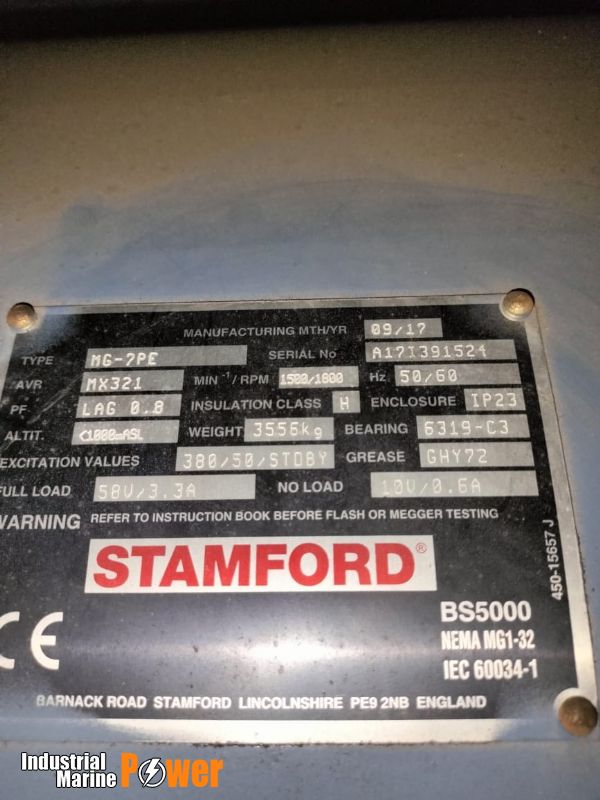 MANUFACTURING MTH/YR 09/17
TYPE MG-7PE SERIAL No A17I391524
AVR MX321 MIN -1/RPM 1500/1800 Hz 50/60
PF LAG 0.8 INSULATION CLASS H ENCLOSURE IP23
ALTIT. <1000mASL WEIGHT 3556kg BEARING 6319-C3
EXCITATION VALUES 380/50/STDBY GREASE GHY72
FULL LOAD 58V/3.3A NO LOAD 10V/0.6A
WARNING REFER TO INSTRUCTION BOOK BEFORE FLASH OR MEGGER TESTING
STAMFORD®
450-15657 J
CE
BS5000
NEMA MG1-32
IEC 60034-1
BARNACK ROAD STAMFORD LINCOLNSHIRE PE9 2NB ENGLAND
Industrial
Marine Power